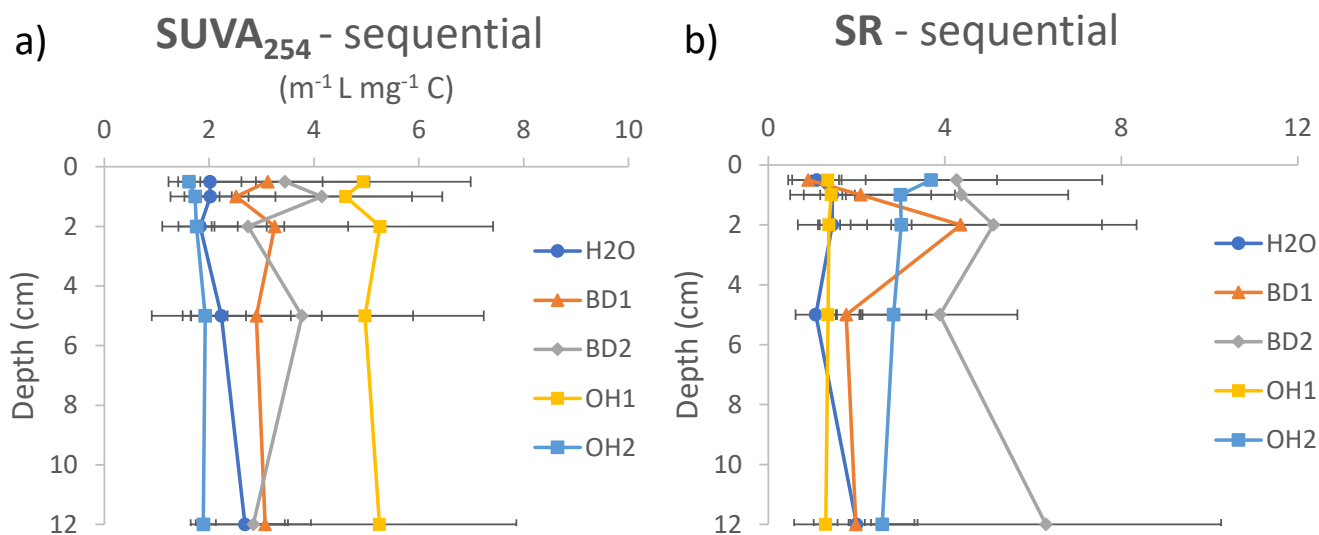 a)
SUVA254 - sequential
(m-1 L mg-1 C)
0 2 4 6 8 10
0
2
4
6
8
10
12
Depth (cm)
H2O
BD1
BD2
OH1
OH2
b)
SR - sequential
0 4 8 12
0
2
4
6
8
10
12
Depth (cm)
H2O
BD1
BD2
OH1
OH2